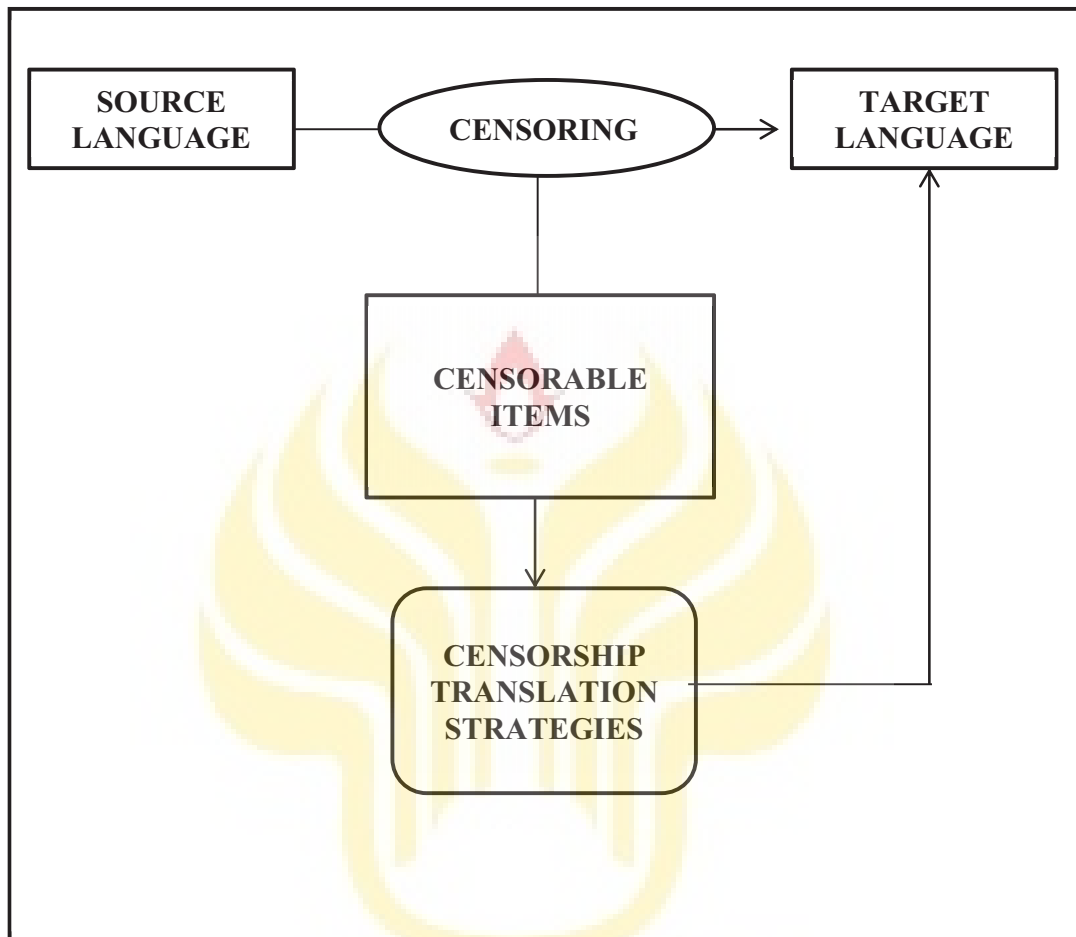 SOURCE
LANGUAGE
CENSORING
TARGET
LANGUAGE
CENSORABLE
ITEMS
CENSORSHIP
TRANSLATION
STRATEGIES